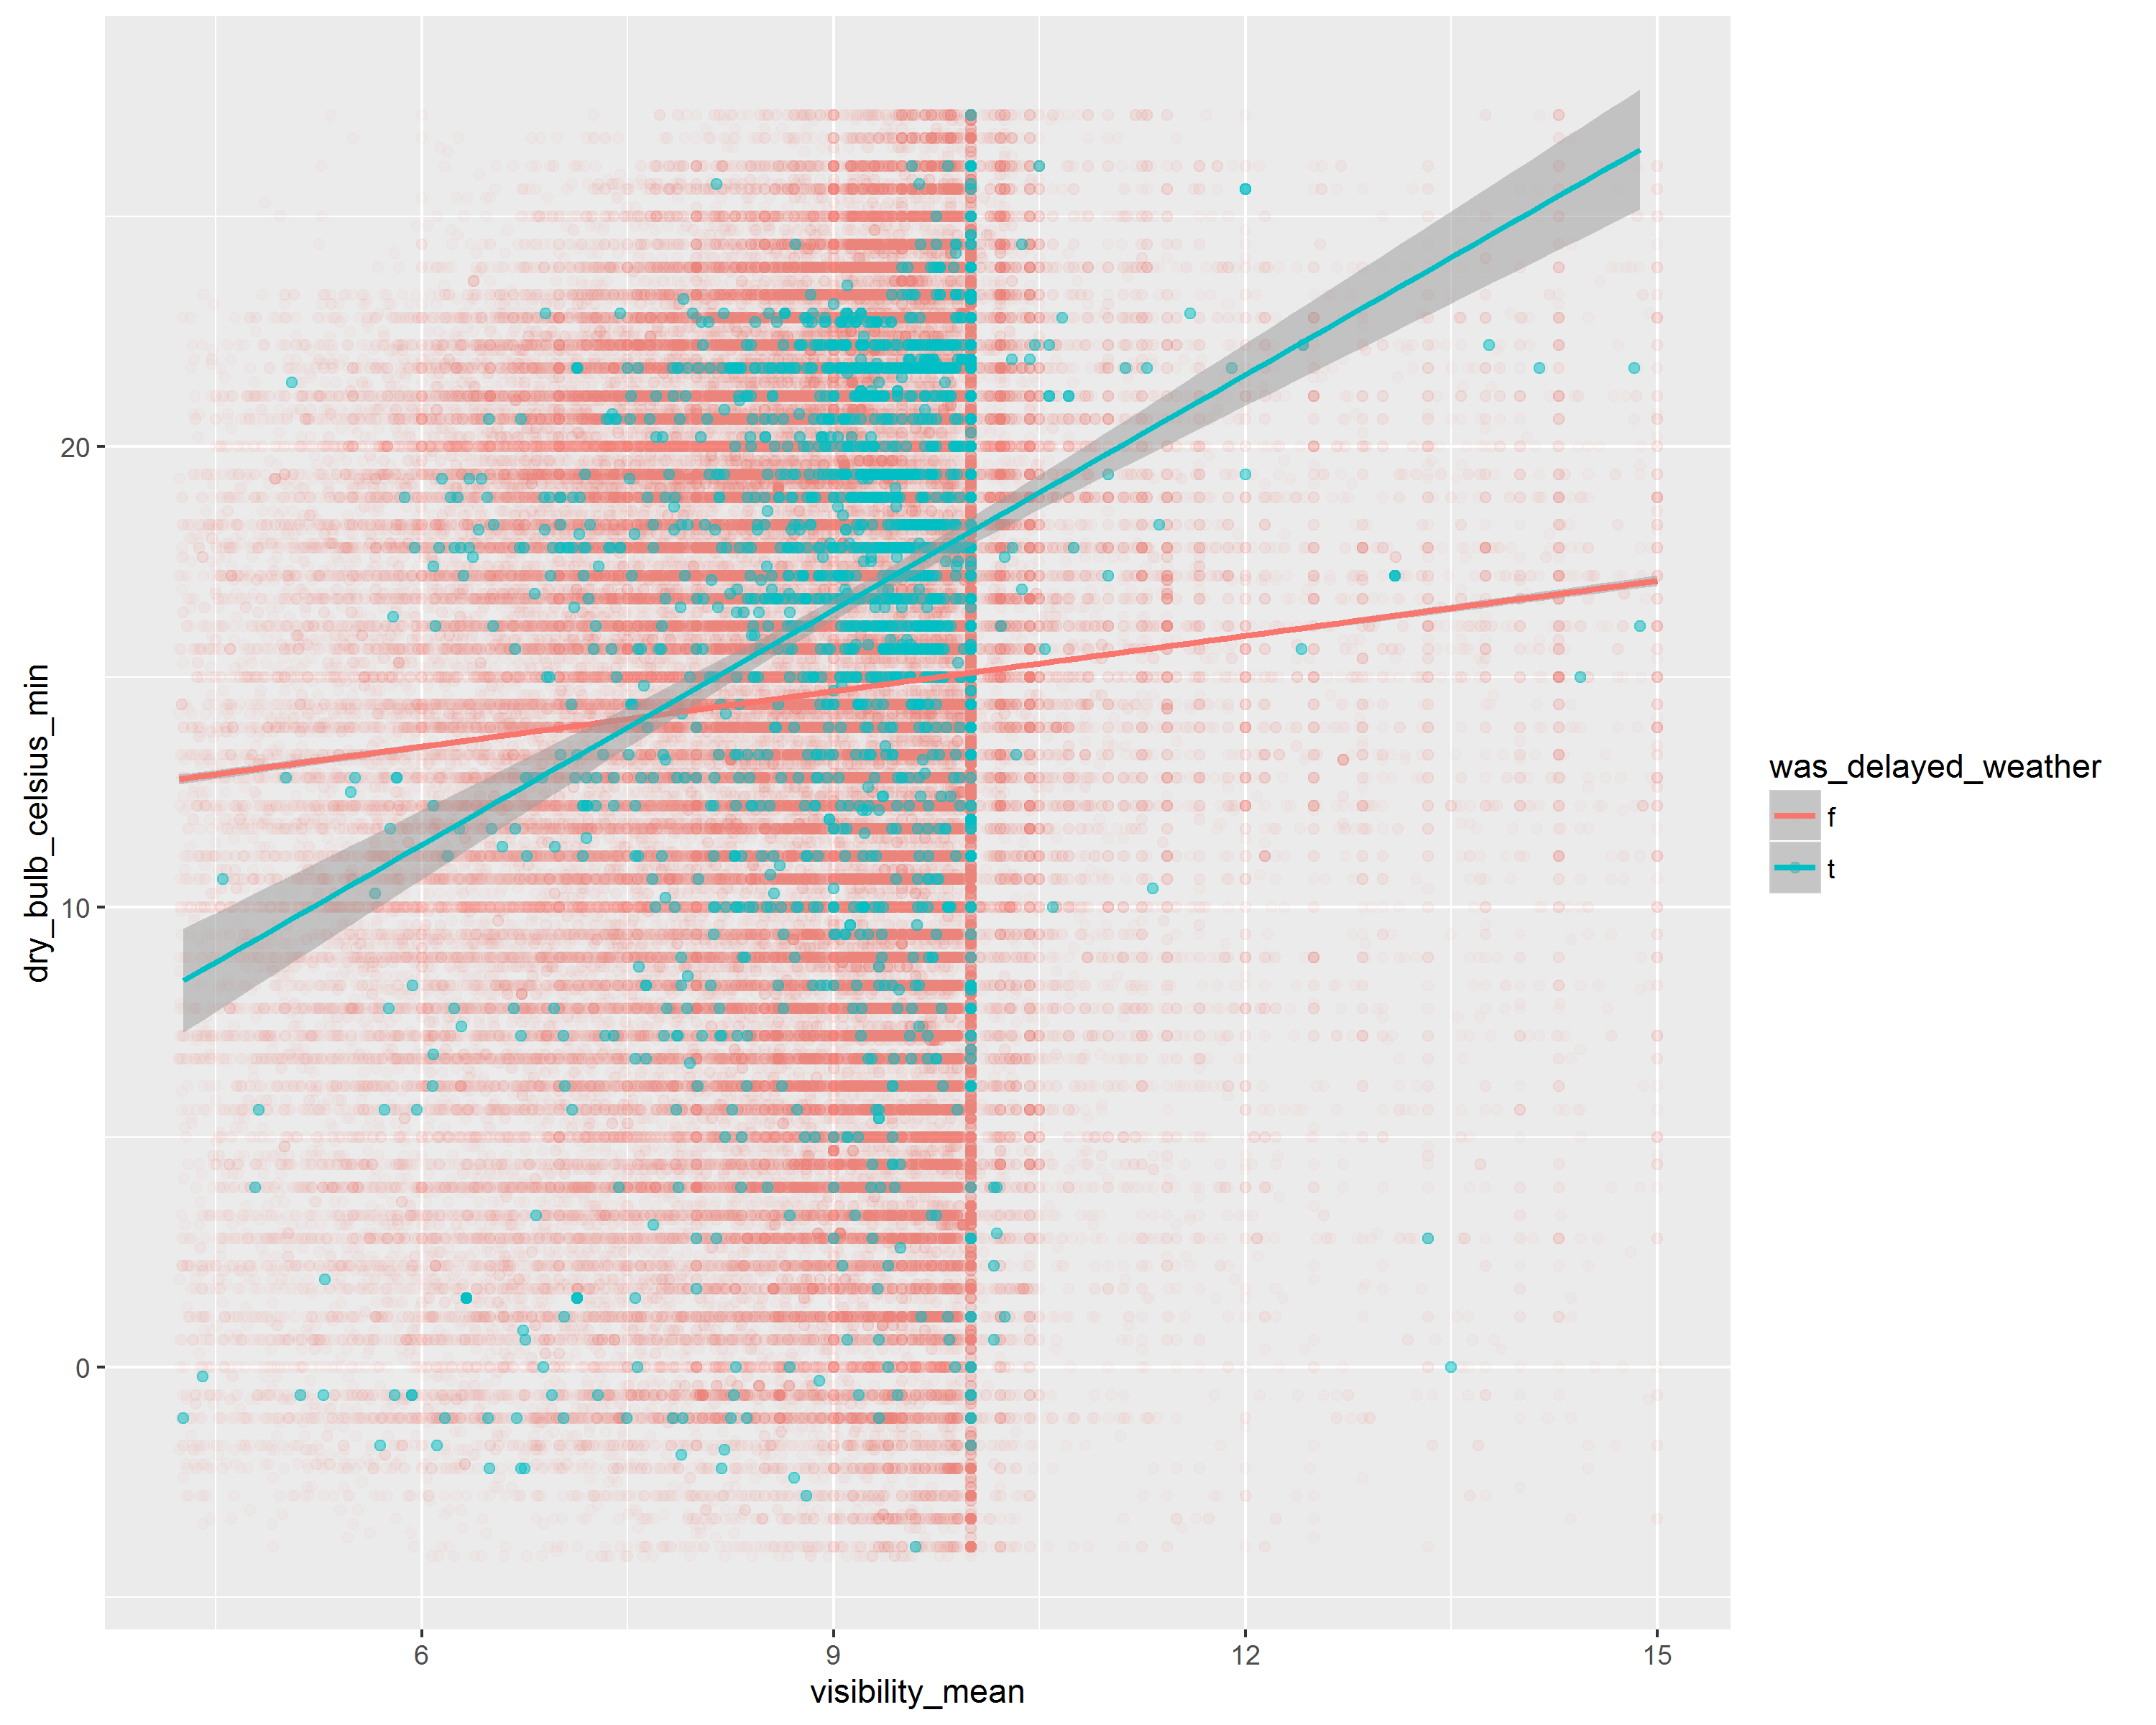 dry_bulb_celsius_min
20
10
0
6
9
12
15
visibility_mean
was_delayed_weather
f
t